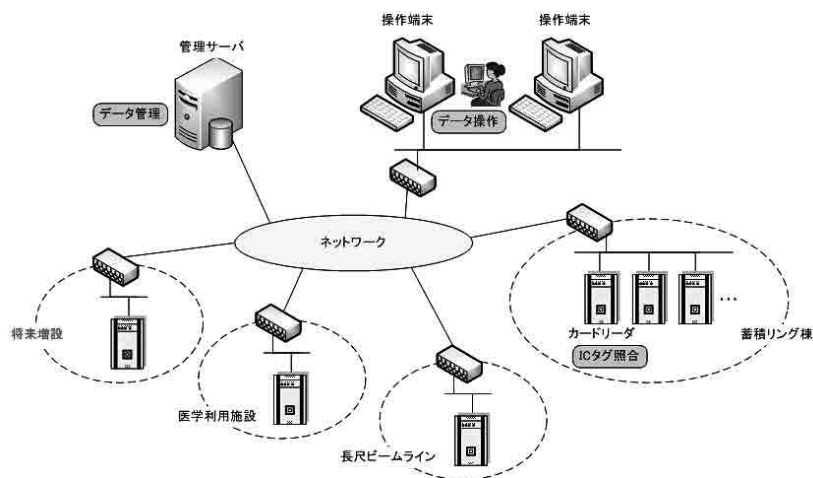 操作端末
操作端末
管理サーバ
データ管理
データ操作
ネットワーク
将来増設
カードリーダ
蓄積リング棟
…
ICタグ照合
医学利用施設
長尺ビームライン